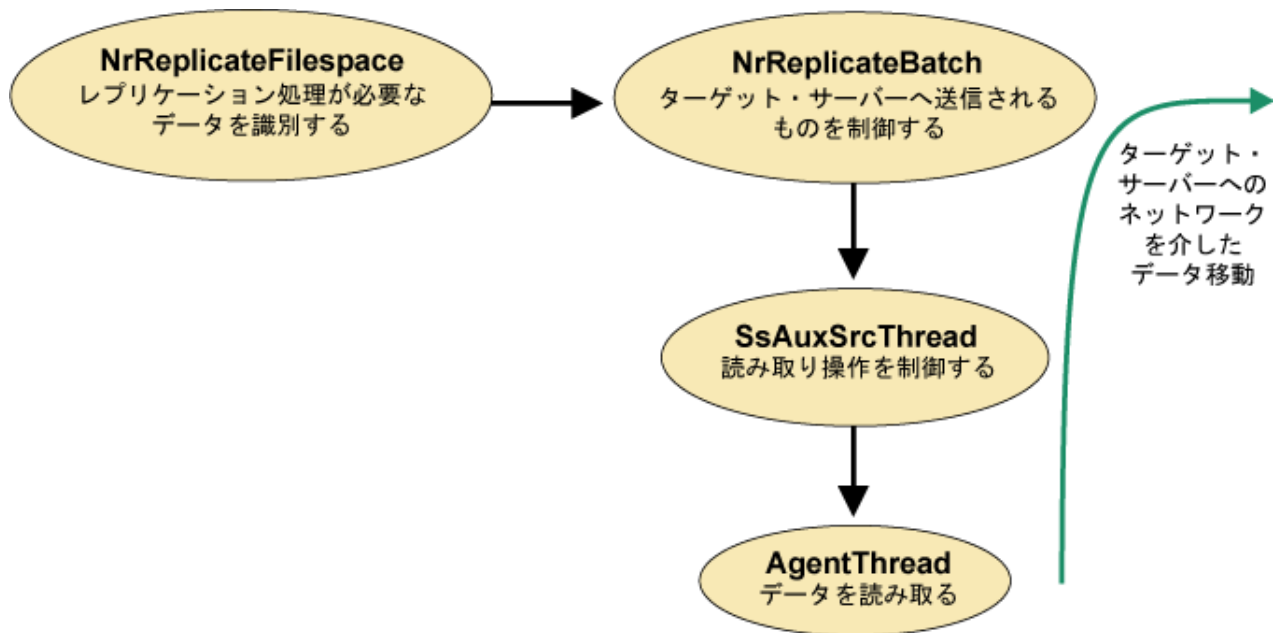 NrReplicateFilespace
レプリケーション処理が必要な
データを識別する
NrReplicateBatch
ターゲット・サーバーへ送信される
ものを制御する
ターゲット・
サーバーへの
ネットワーク
を介した
データ移動
SsAuxSrcThread
読み取り操作を制御する
AgentThread
データを読み取る